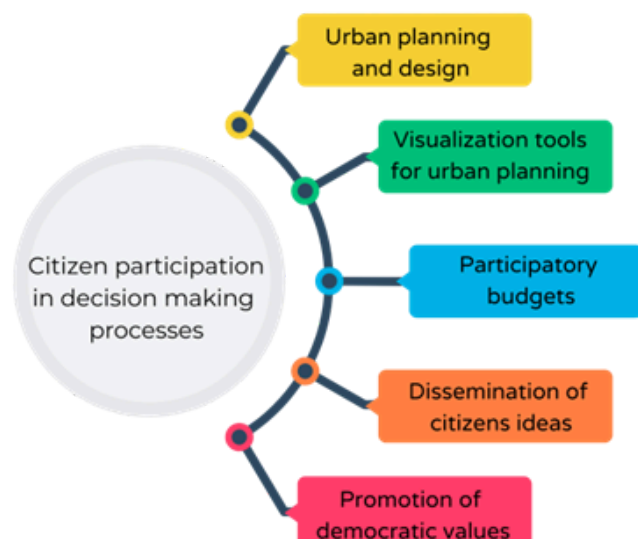 Urban planning
and design
Visualization tools
for urban planning
Citizen participation
in decision making
processes
Participatory
budgets
Dissemination of
citizens ideas
Promotion of
democratic values